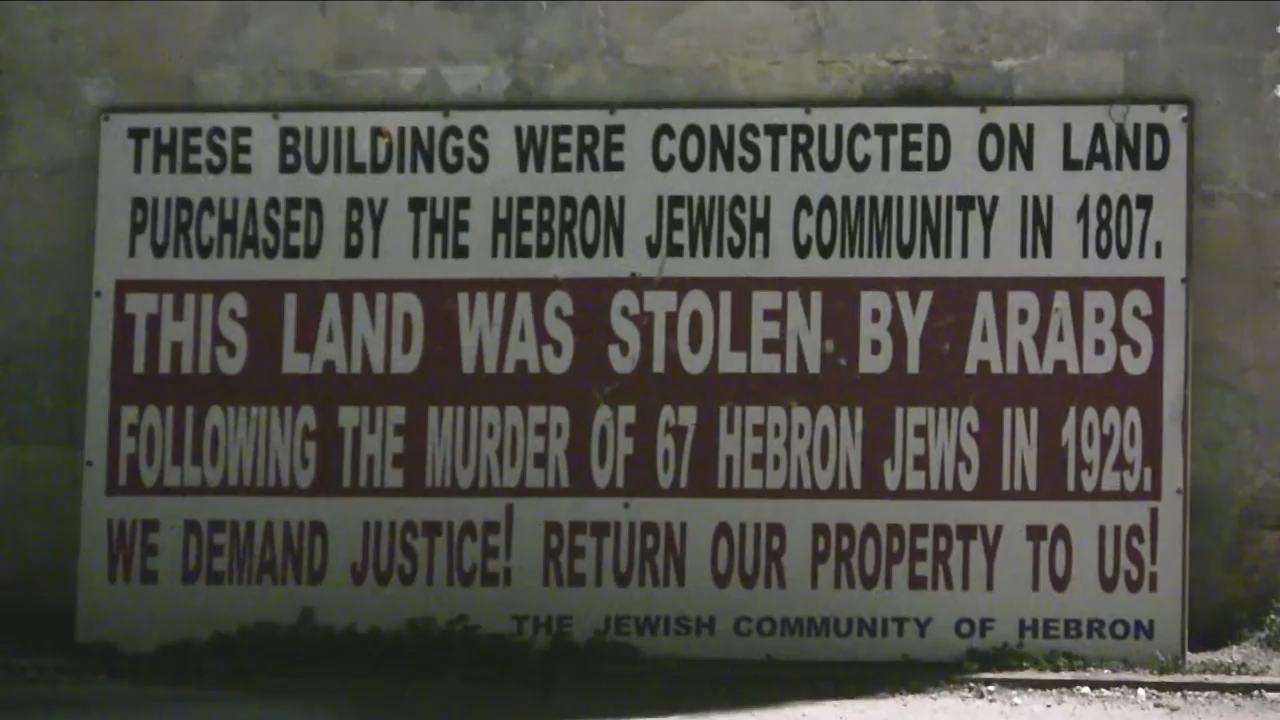 THESE BUILDINGS WERE CONSTRUCTED ON LAND
PURCHASED BY THE HEBRON JEWISH COMMUNITY IN 1807.
THIS LAND WAS STOLEN BY ARABS
FOLLOWING THE MURDER OF 67 HEBRON JEWS IN 1929.
WE DEMAND JUSTICE! RETURN OUR PROPERTY TO US!
THE JEWISH COMMUNITY OF HEBRON